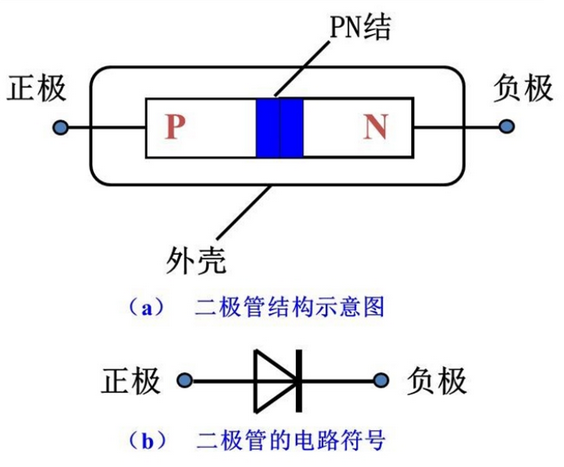 PN结
正极
负极
P
N
外壳
（a） 二极管结构示意图
正极
负极
（b） 二极管的电路符号